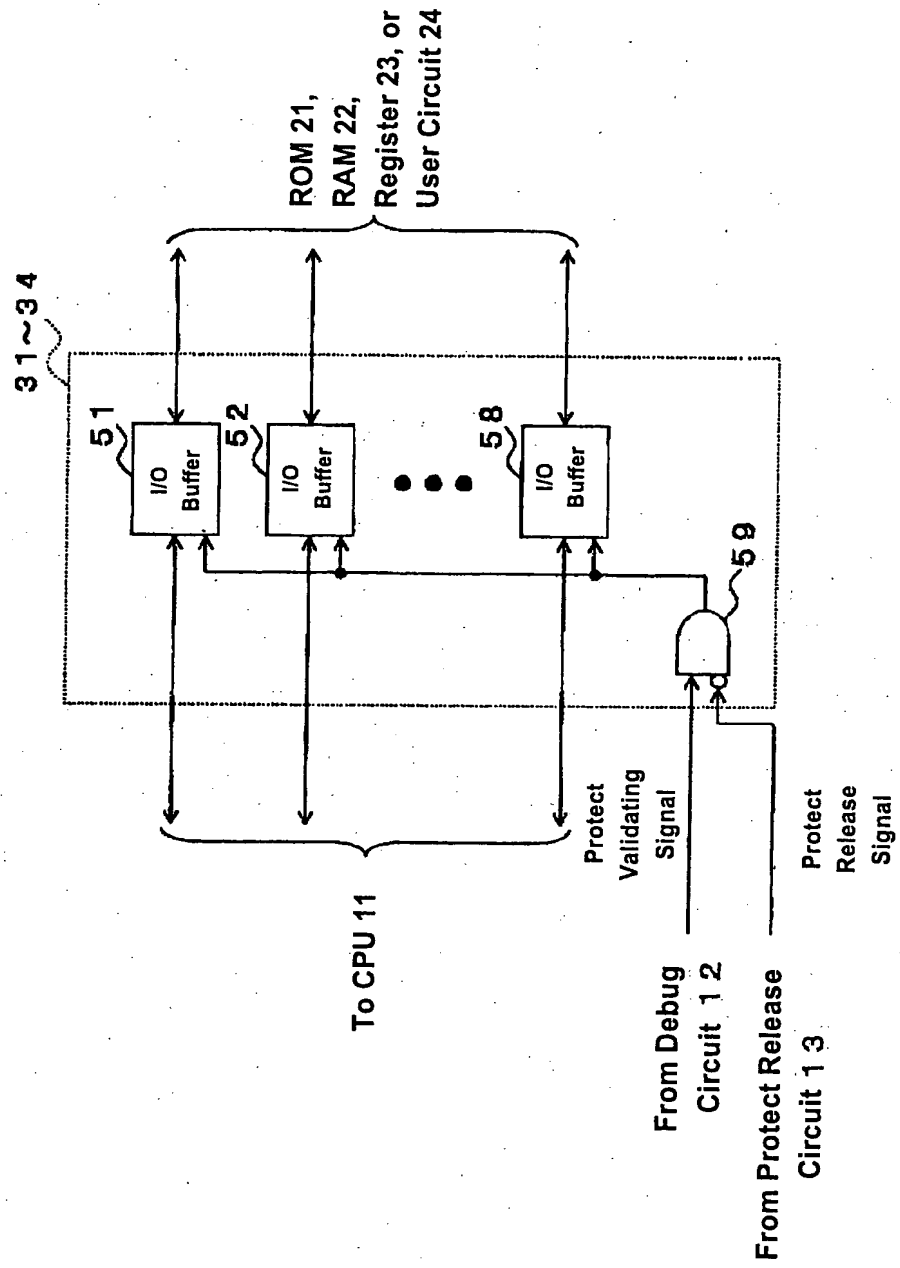 31~34
51
I/O
Buffer
52
I/O
Buffer
58
I/O
Buffer
59
To CPU 11
ROM 21,
RAM 22,
Register 23, or
User Circuit 24
Protect
Validating
Signal
From Debug
Circuit 12
Protect
Release
Signal
From Protect Release
Circuit 13